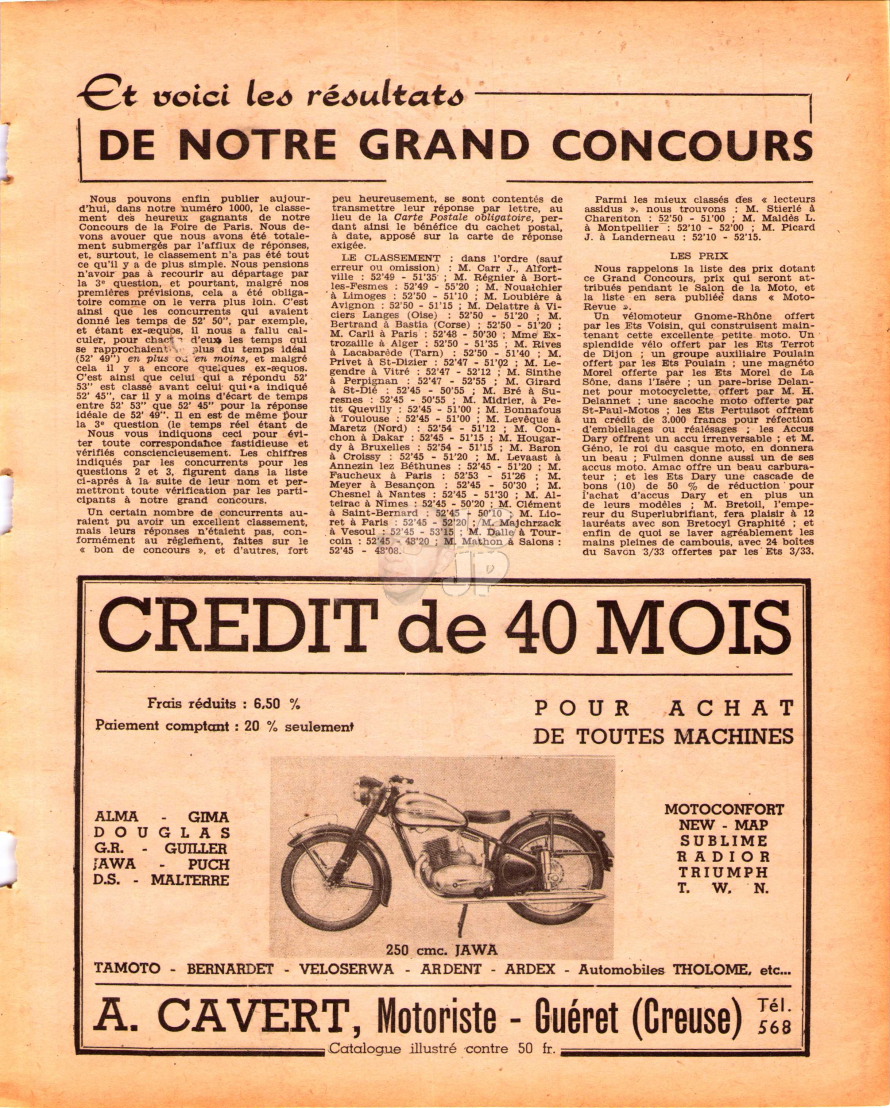 Et voici les résultats
DE NOTRE GRAND CONCOURS
Nous pouvons enfin publier aujour-
d'hui, dans notre numéro 1000, le classe-
ment des heureux gagnants de notre
Concours de la Foire de Paris. Nous de-
vons avouer que nous avons été totale-
ment submergés par l'afflux de réponses,
et, surtout, le classement n'a pas été tout
ce qu'il y a de plus simple. Nous pensions
n'avoir pas à recourir au départage par
la 3e question, et pourtant, malgré nos
premières prévisions, cela a été obliga-
toire comme on le verra plus loin. C'est
ainsi que les concurrents qui avaient
donné les temps de 52' 50", par exemple,
et étant ex-æquos, il nous a fallu cal-
culer, pour d'eux les temps qui
se rapprochaient plus du temps idéal
(52' 49") en plus ou en moins, et malgré
cela il y a encore quelques ex-æquos.
C'est ainsi que celui qui a répondu 52'
53" est classé avant celui qui a indiqué
52' 45", car il y a moins d'écart de temps
entre 52' 53" que 52' 45" pour la réponse
idéale de 52' 49". Il en est de même pour
la 3e question (le temps réel étant de
Nous vous indiquons ceci pour évi-
ter toute correspondance fastidieuse et
vérifiés consciencieusement. Les chiffres
indiqués par les concurrents pour les
questions 2 et 3, figurent dans la liste
ci-après à la suite de leur nom et per-
mettront toute vérification par les parti-
cipants à notre grand concours.
Un certain nombre de concurrents au-
raient pu avoir un excellent classement,
mais leurs réponses n'étaient pas, con-
formément au règlement, faites sur le
« bon de concours », et d'autres, fort
peu heureusement, se sont contentés de
transmettre leur réponse par lettre, au
lieu de la Carte Postale obligatoire, per-
dant ainsi le bénéfice du cachet postal,
à date, apposé sur la carte de réponse
exigée.
LE CLASSEMENT : dans l'ordre (sauf
erreur ou omission) : M. Carr J., Alfort-
ville : 52'49 - 51'35 ; M. Régnier à Bort-
les-Fesmes : 52'49 - 55'20 ; M. Nouaichier
à Limoges : 52'50 - 51'10 ; M. Loubière à
Avignon : 52'50 - 51'15 ; M. Delattre à Vi-
ciers Langes (Oise) : 52'50 - 51'20 ; M.
Bertrand à Bastia (Corse) : 52'50 - 51'20 ;
M. Carli à Paris : 52'48 - 50'30 ; Mme Ex-
trozaille à Alger : 52'50 - 51'35 ; M. Rives
à Lacabarède (Tarn) : 52'50 - 51'40 ; M.
Privet à St-Dizier : 52'47 - 51'02 ; M. Le-
gendre à Vitré : 52'47 - 52'12 ; M. Sinthe
à Perpignan : 52'47 - 52'55 ; M. Girard
à St-Dié : 52'45 - 50'55 ; M. Bré à Su-
resnes : 52'45 - 50'55 ; M. Midrier, à Pe-
tit Quevilly : 52'45 - 51'00 ; M. Bonnafous
à Toulouse : 52'45 - 51'00 ; M. Levêque à
Maretz (Nord) : 52'54 - 51'12 ; M. Con-
chon à Dakar : 52'45 - 51'15 ; M. Hougar-
dy à Bruxelles : 52'54 - 51'15 ; M. Baron
à Croissy : 52'45 - 51'20 ; M. Levaast à
Annezin lez Béthunes : 52'45 - 51'20 ; M.
Faucheux à Paris : 52'53 - 51'26 ; M.
Meyer à Besançon : 52'45 - 50'30 ; M.
Chesnel à Nantes : 52'45 - 51'30 ; M. Al-
teirac à Nîmes : 52'45 - 50'20 ; M. Clément
à Saint-Bernard : 52'45 - 50'10 ; M. Llo-
ret à Paris : 52'45 - 52'20 ; M. Majchrzack
à Vesoul : 52'45 - 53'15 ; M. Dalle à Tour-
coin : 52'45 - 48'20 ; M. Mathon à Salons :
52'45 - 48'08.
Parmi les mieux classés des « lecteurs
assidus », nous trouvons : M. Stierlé à
Charenton : 52'50 - 51'00 ; M. Maldés L.
à Montpellier : 52'10 - 52'00 ; M. Picard
J. à Landerneau : 52'10 - 52'15.
LES PRIX
Nous rappelons la liste des prix dotant
ce Grand Concours, prix qui seront at-
tribués pendant le Salon de la Moto, et
la liste en sera publiée dans « Moto-
Revue ».
Un vélomoteur Gnome-Rhône offert
par les Ets Voisin, qui construisent main-
tenant cette excellente petite moto. Un
splendide vélo offert par les Ets Terrot
de Dijon ; un groupe auxiliaire Poulain
offert par les Ets Poulain ; une magnéto
Morel offerte par les Ets Morel de La
Sône, dans l'Isère ; un pare-brise Delan-
net pour motocyclette, offert par M. H.
Delannet ; une sacoche moto offerte par
St-Paul-Motos ; les Ets Pertuisot offrent
un crédit de 3.000 francs pour réfection
d'embiellages ou réalésages ; les Accus
Dary offrent un accu irrenversable ; et M.
Géno, le roi du casque moto, en donnera
un beau ; Fulmen donne aussi un de ses
accus moto. Amac offre un beau carbura-
teur ; et les Ets Dary une cascade de
bons (10) de 50 % de réduction pour
l'achat d'accus Dary et en plus un
de leurs modèles ; M. Bretoil, l'empe-
reur du Superlubrifiant, fera plaisir à 12
lauréats avec son Bretocyl Graphité ; et
enfin de quoi se laver agréablement les
mains pleines de cambouis, avec 24 boîtes
du Savon 3/33 offertes par les Ets 3/33.
JP
CREDIT de 40 MOIS
Frais réduits : 6,50 %
Paiement comptant : 20 % seulement
POUR ACHAT
DE TOUTES MACHINES
ALMA - GIMA
DOUGLAS
G.R. - GUILLER
JAWA - PUCH
D.S. - MALTERRE
MOTOCONFORT
NEW - MAP
SUBLIME
RADIOR
TRIUMPH
T. W. N.
250 cmc. JAWA
TAMOTO - BERNARDET - VELOSERWA - ARDENT - ARDEX - Automobiles THOLOME, etc...
A. CAVERT, Motoriste - Guéret (Creuse) Tél. 568
Catalogue illustré contre 50 fr.